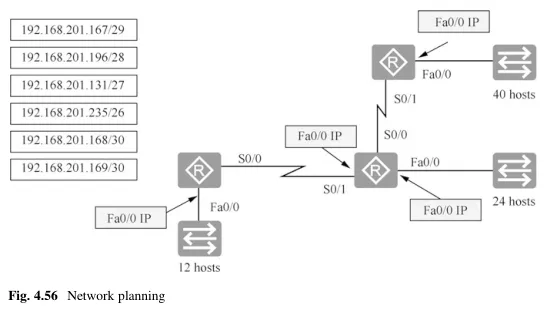 192.168.201.167/29
192.168.201.196/28
192.168.201.131/27
192.168.201.235/26
192.168.201.168/30
192.168.201.169/30
Fa0/0 IP
R
Fa0/0
40 hosts
S0/1
Fa0/0 IP
S0/0
R
S0/0
R
Fa0/0
S0/1
Fa0/0 IP
24 hosts
Fa0/0
Fa0/0 IP
12 hosts
Fig. 4.56 Network planning